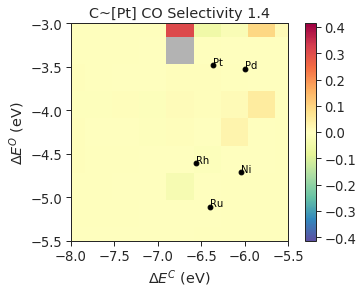 C~[Pt] CO Selectivity 1.4
ΔE^O (eV)
−3.0
−3.5
−4.0
−4.5
−5.0
−5.5
Pt
Pd
Rh
Ni
Ru
−8.0 −7.5 −7.0 −6.5 −6.0 −5.5
ΔE^C (eV)
0.4
0.3
0.2
0.1
0.0
−0.1
−0.2
−0.3
−0.4